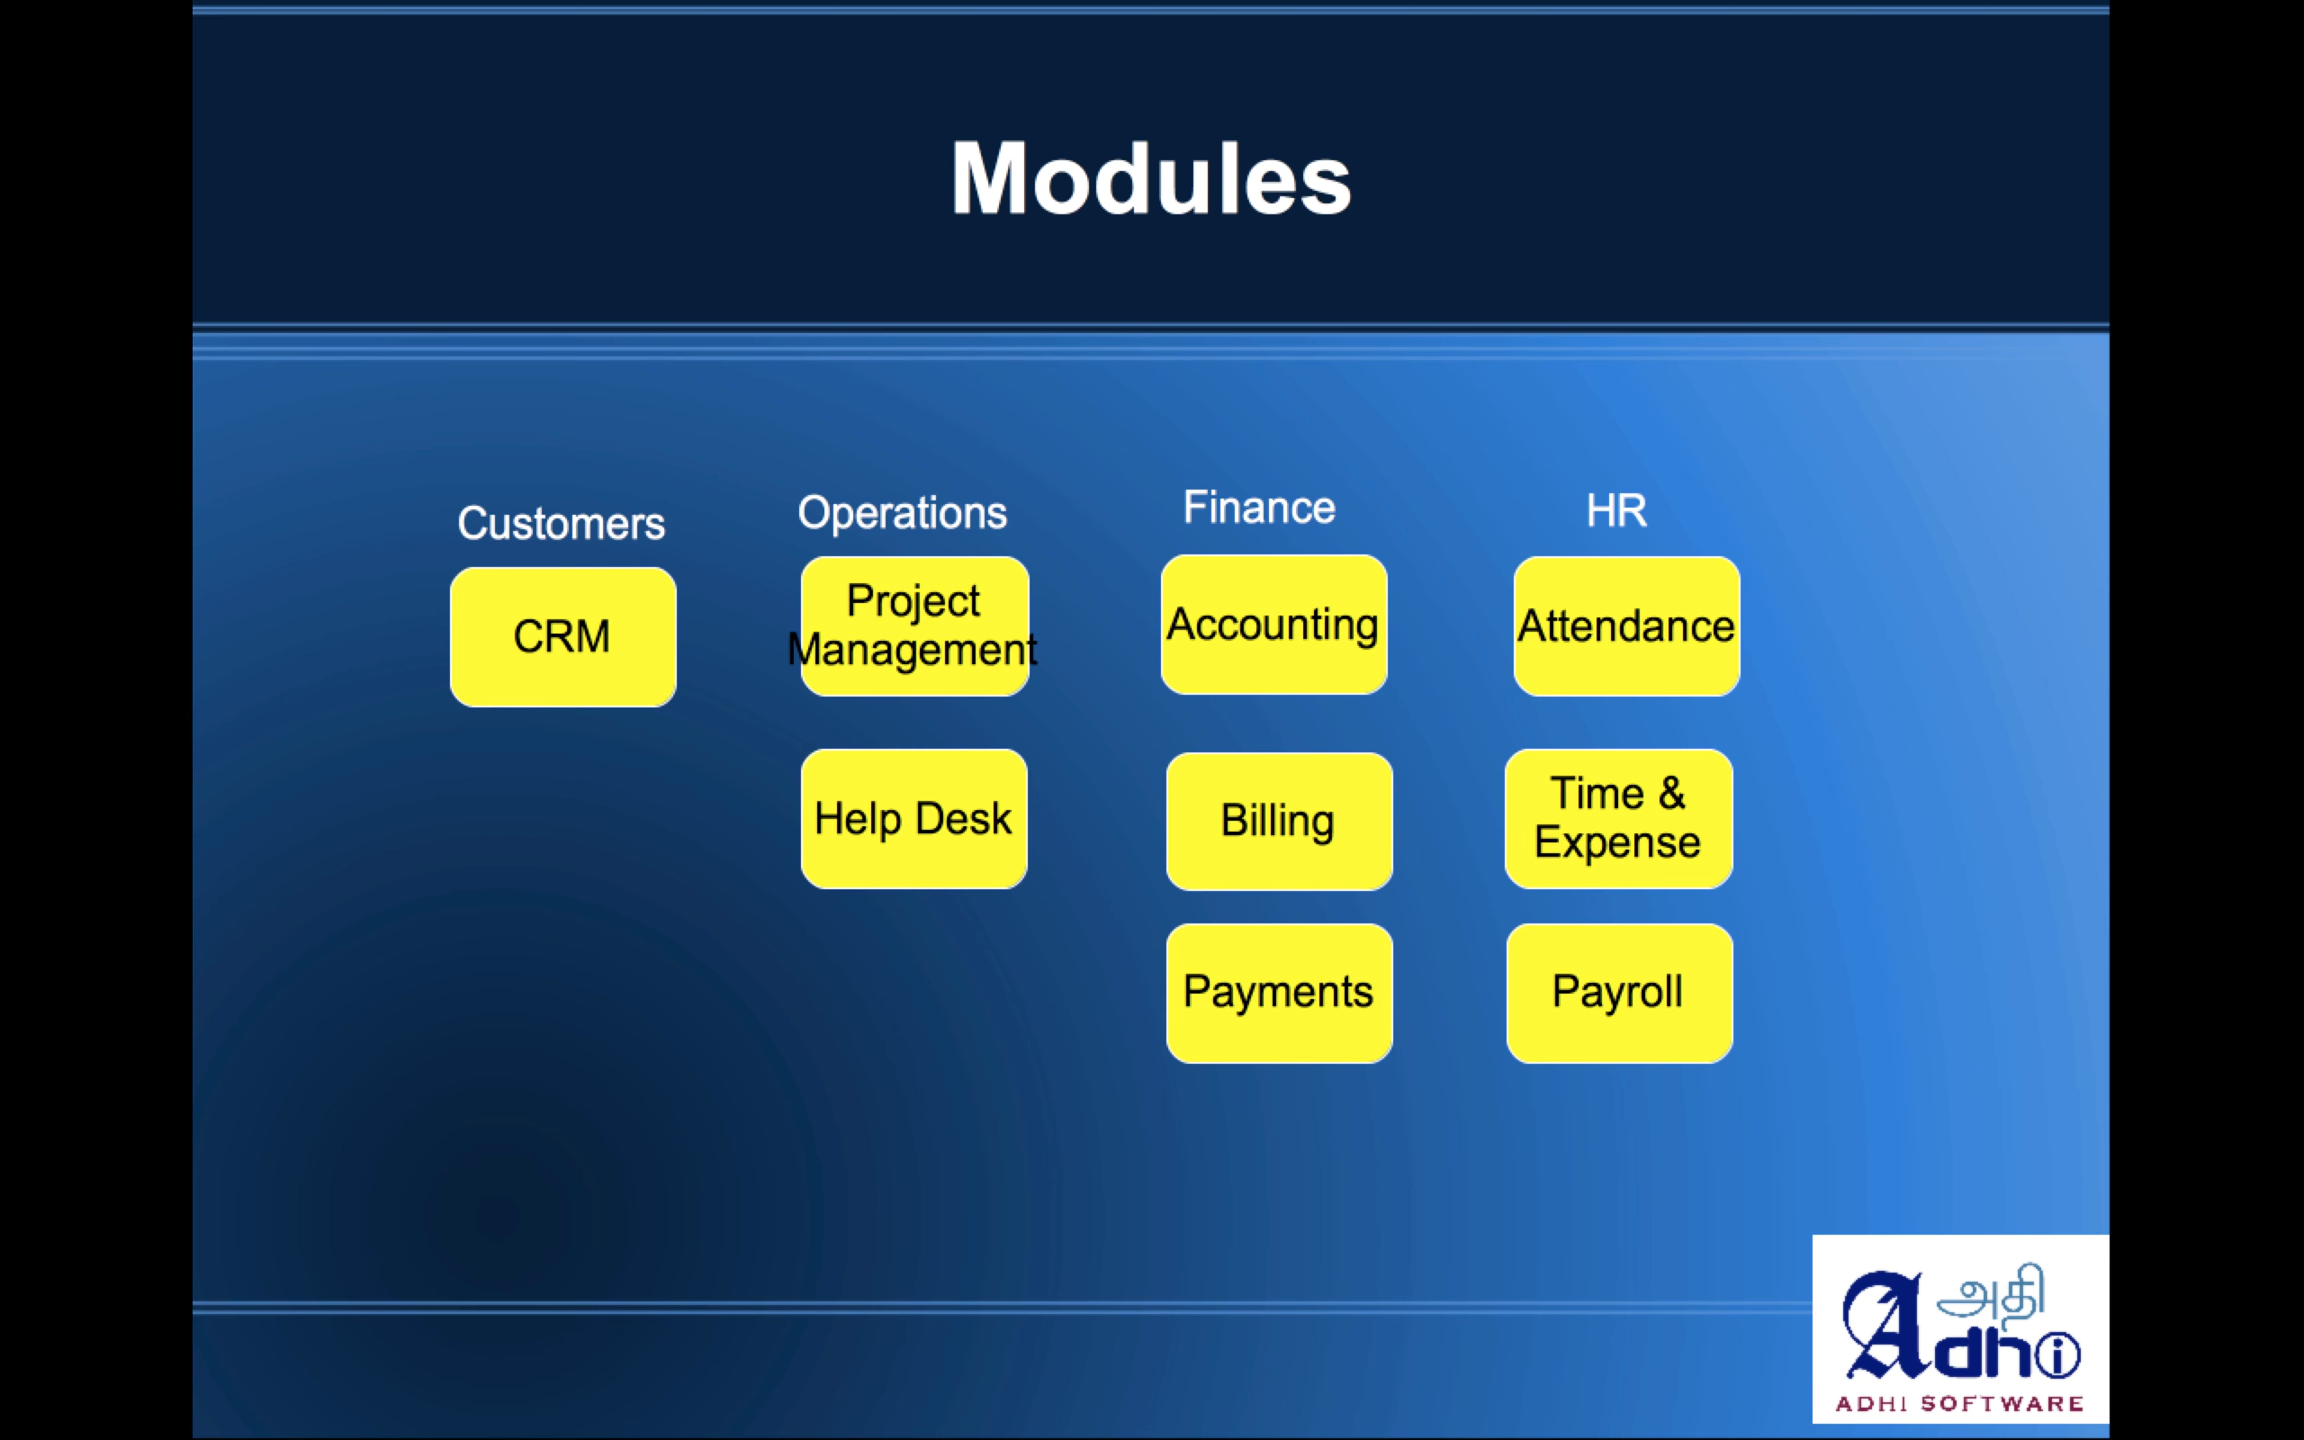 Modules
Customers
CRM
Operations
Project
Management
Help Desk
Finance
Accounting
Billing
Payments
HR
Attendance
Time &
Expense
Payroll
அதி
Adhi
ADHI SOFTWARE